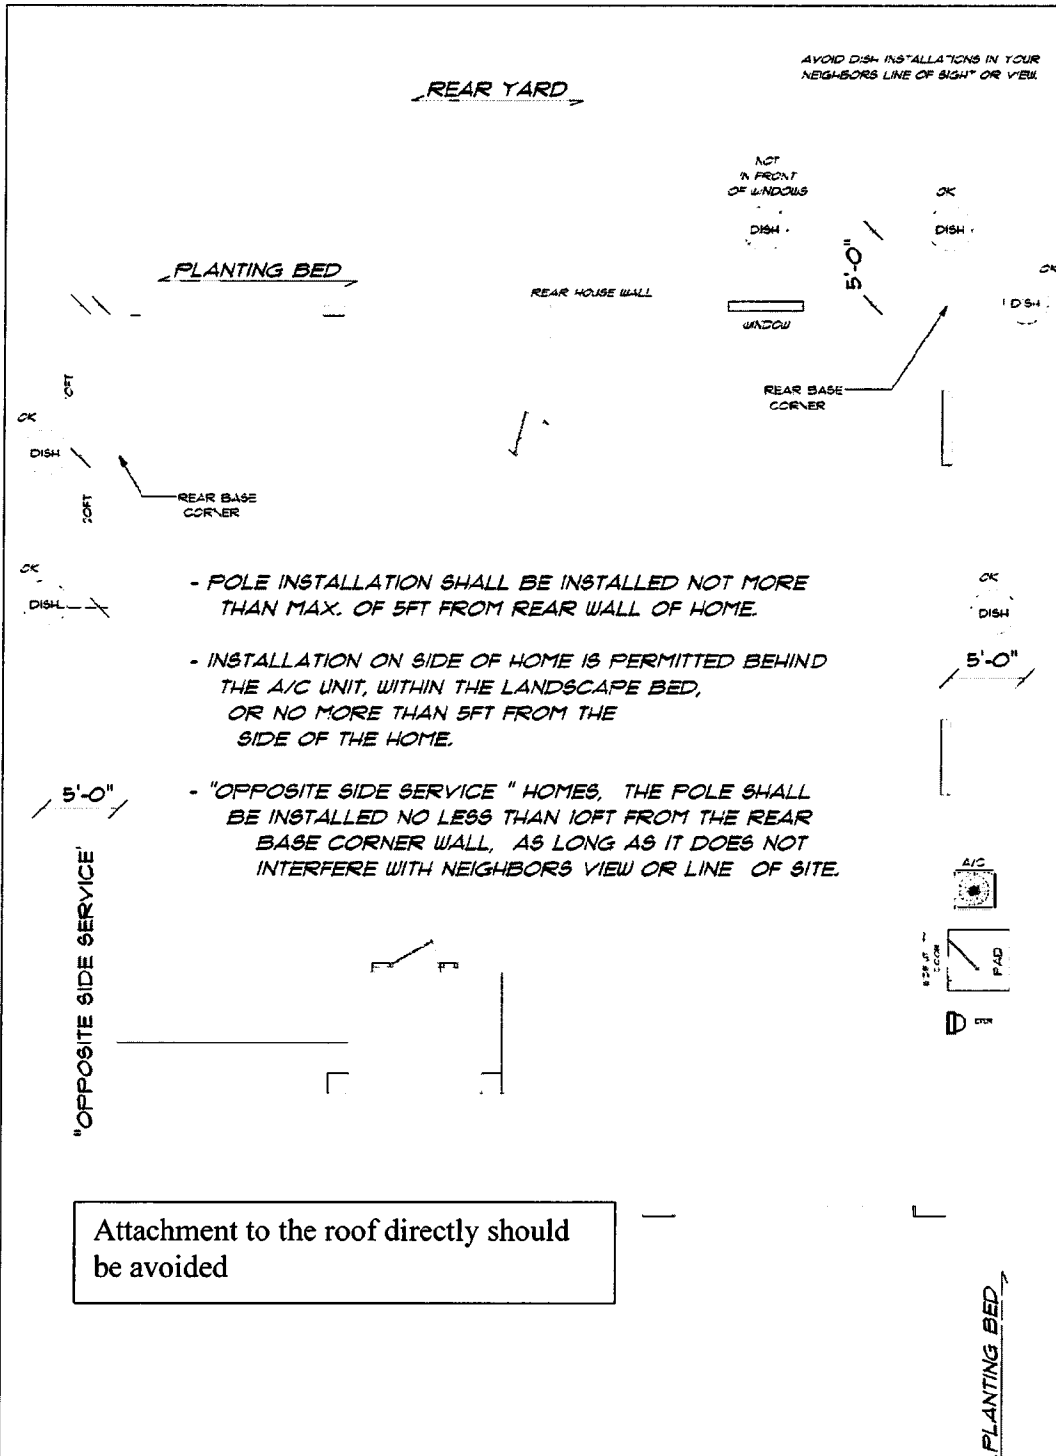 AVOID DISH INSTALLATIONS IN YOUR
NEIGHBORS LINE OF SIGHT OR VIEW.
REAR YARD
NOT
IN FRONT
OF WINDOWS
DISH
OK
DISH
5'-0"
OK
DISH
PLANTING BED
REAR HOUSE WALL
WINDOW
REAR BASE
CORNER
OK
DISH
REAR BASE
CORNER
OK
DISH
- POLE INSTALLATION SHALL BE INSTALLED NOT MORE
THAN MAX. OF 5FT FROM REAR WALL OF HOME.
OK
DISH
- INSTALLATION ON SIDE OF HOME IS PERMITTED BEHIND
THE A/C UNIT, WITHIN THE LANDSCAPE BED,
OR NO MORE THAN 5FT FROM THE
SIDE OF THE HOME.
5'-0"
5'-0"
- "OPPOSITE SIDE SERVICE " HOMES, THE POLE SHALL
BE INSTALLED NO LESS THAN 10FT FROM THE REAR
BASE CORNER WALL, AS LONG AS IT DOES NOT
INTERFERE WITH NEIGHBORS VIEW OR LINE OF SITE.
"OPPOSITE SIDE SERVICE'
A/C
PAD
Attachment to the roof directly should
be avoided
PLANTING BED